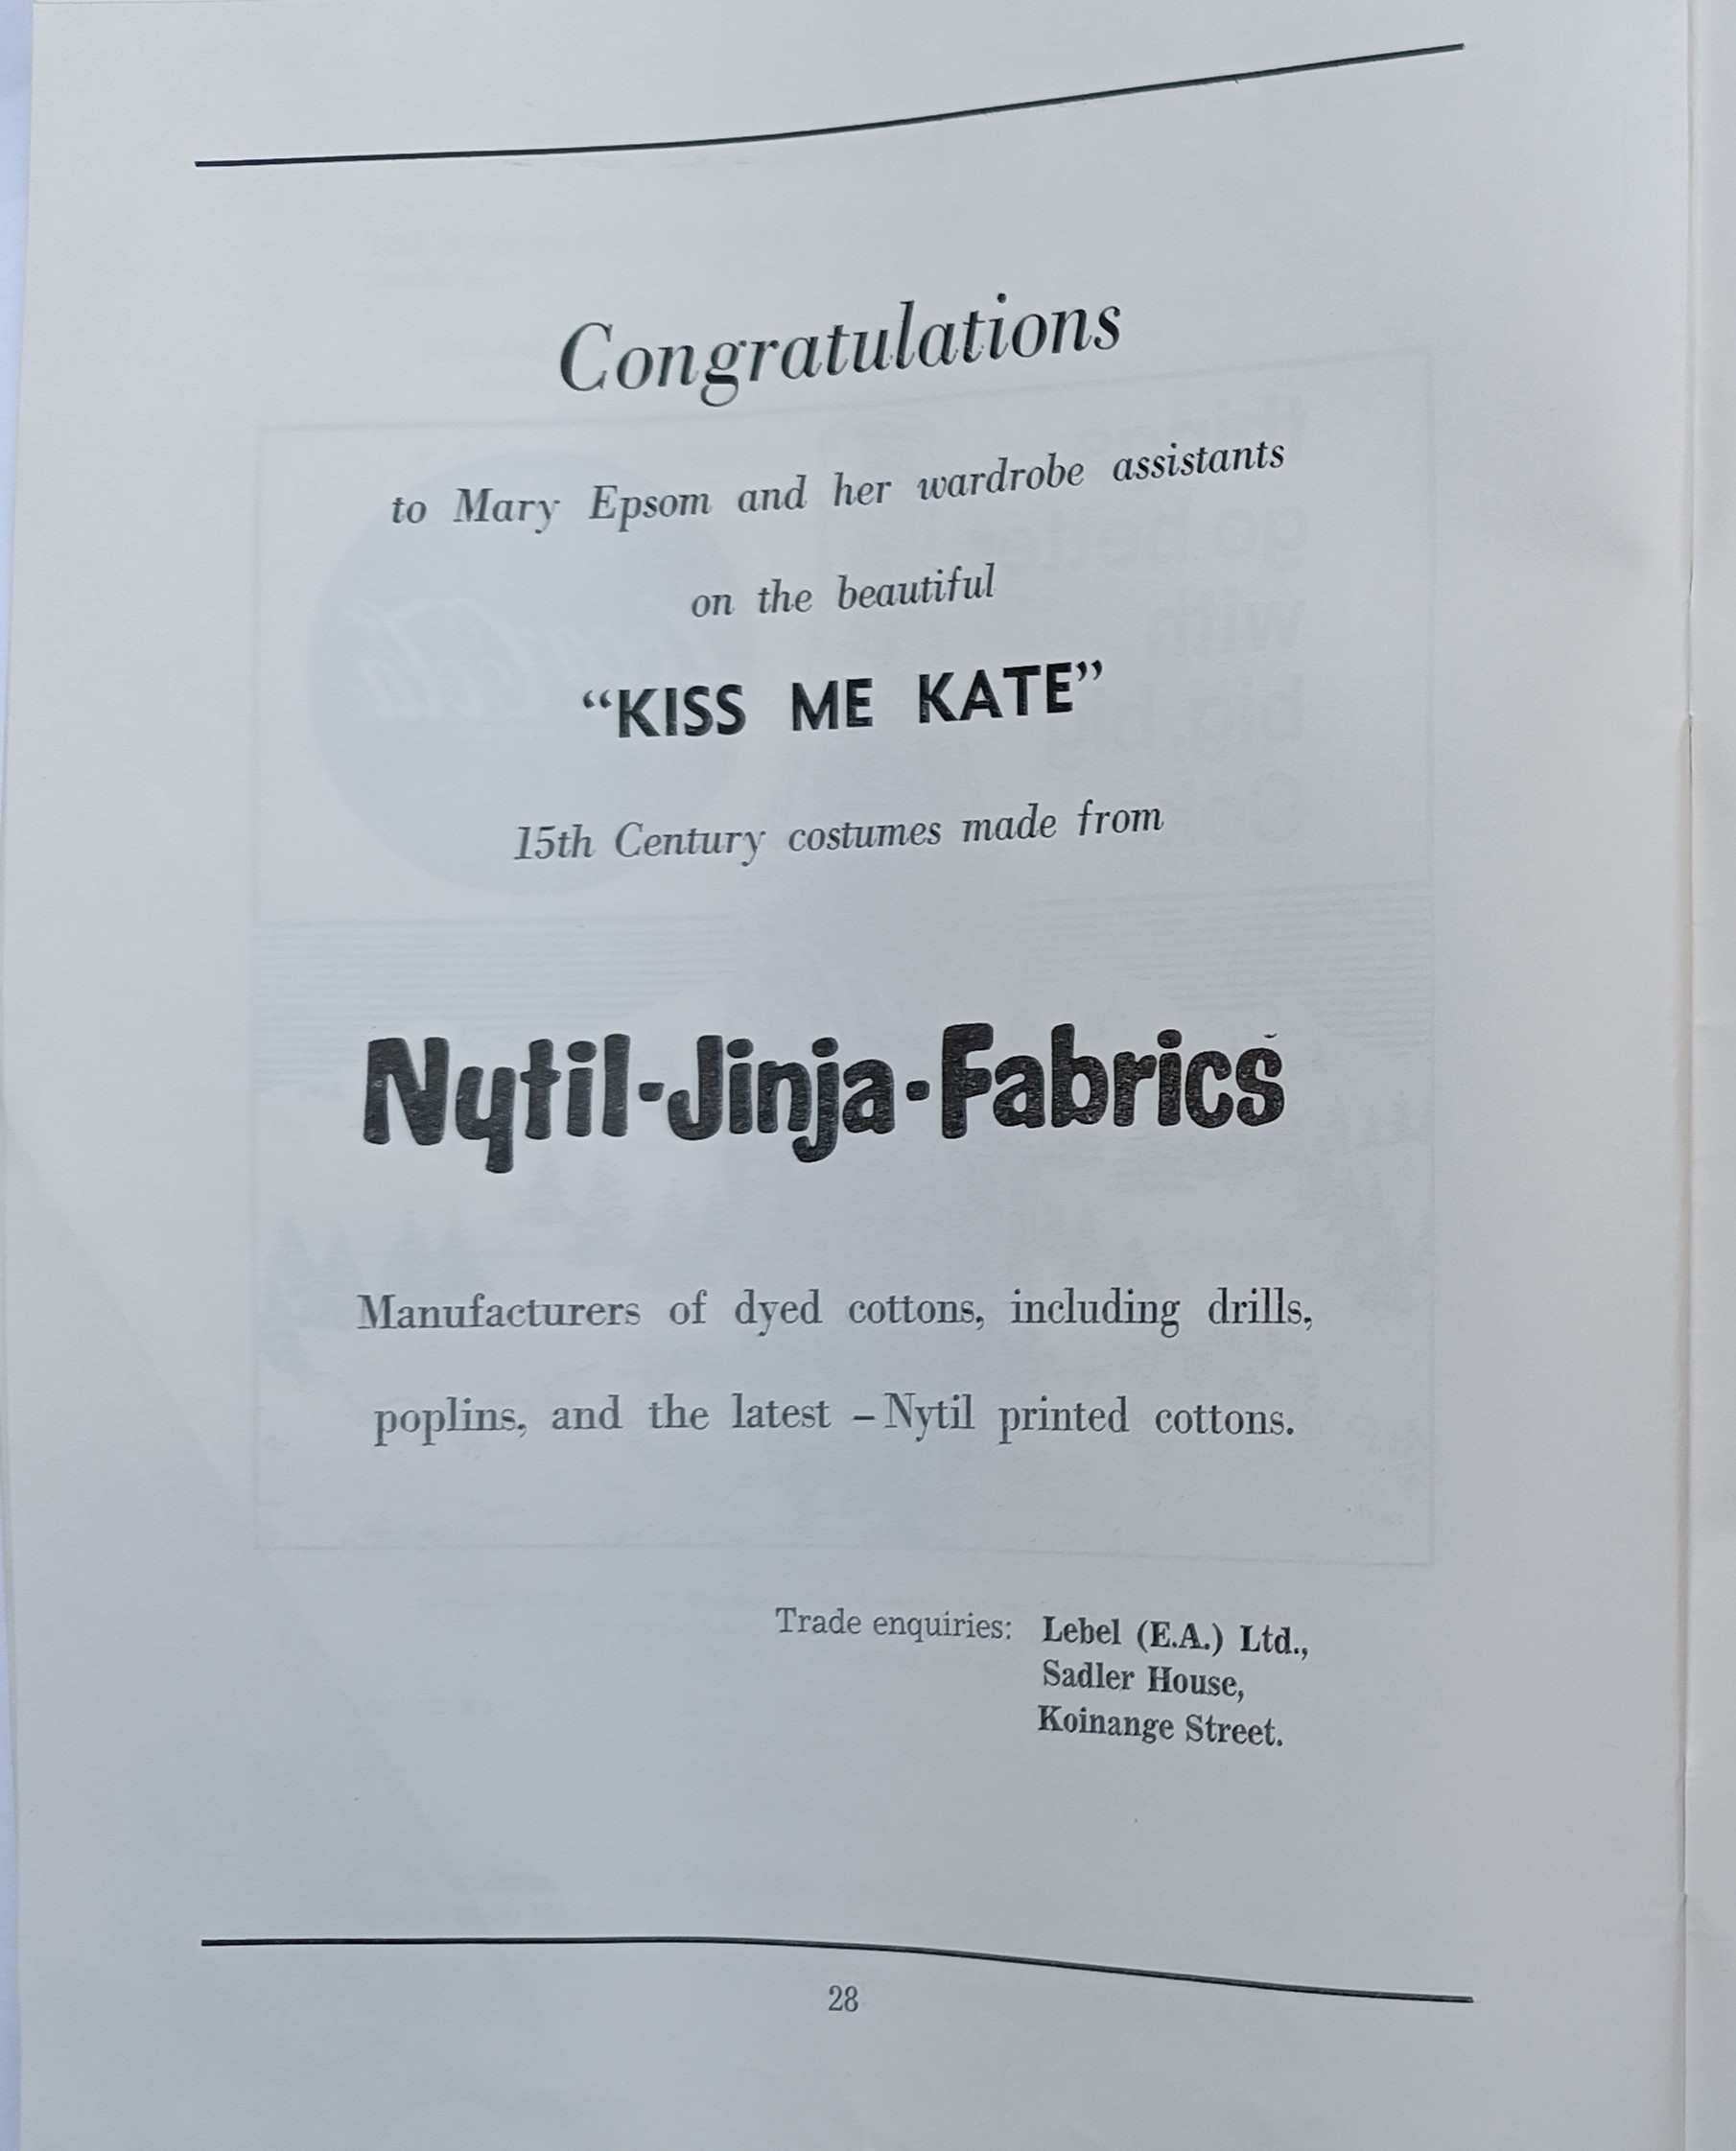 Congratulations
to Mary Epsom and her wardrobe assistants
on the beautiful
“KISS ME KATE”
15th Century costumes made from
Nytil-Jinja-Fabrics
Manufacturers of dyed cottons, including drills,
poplins, and the latest – Nytil printed cottons.
Trade enquiries: Lebel (E.A.) Ltd.,
Sadler House,
Koinange Street.
28